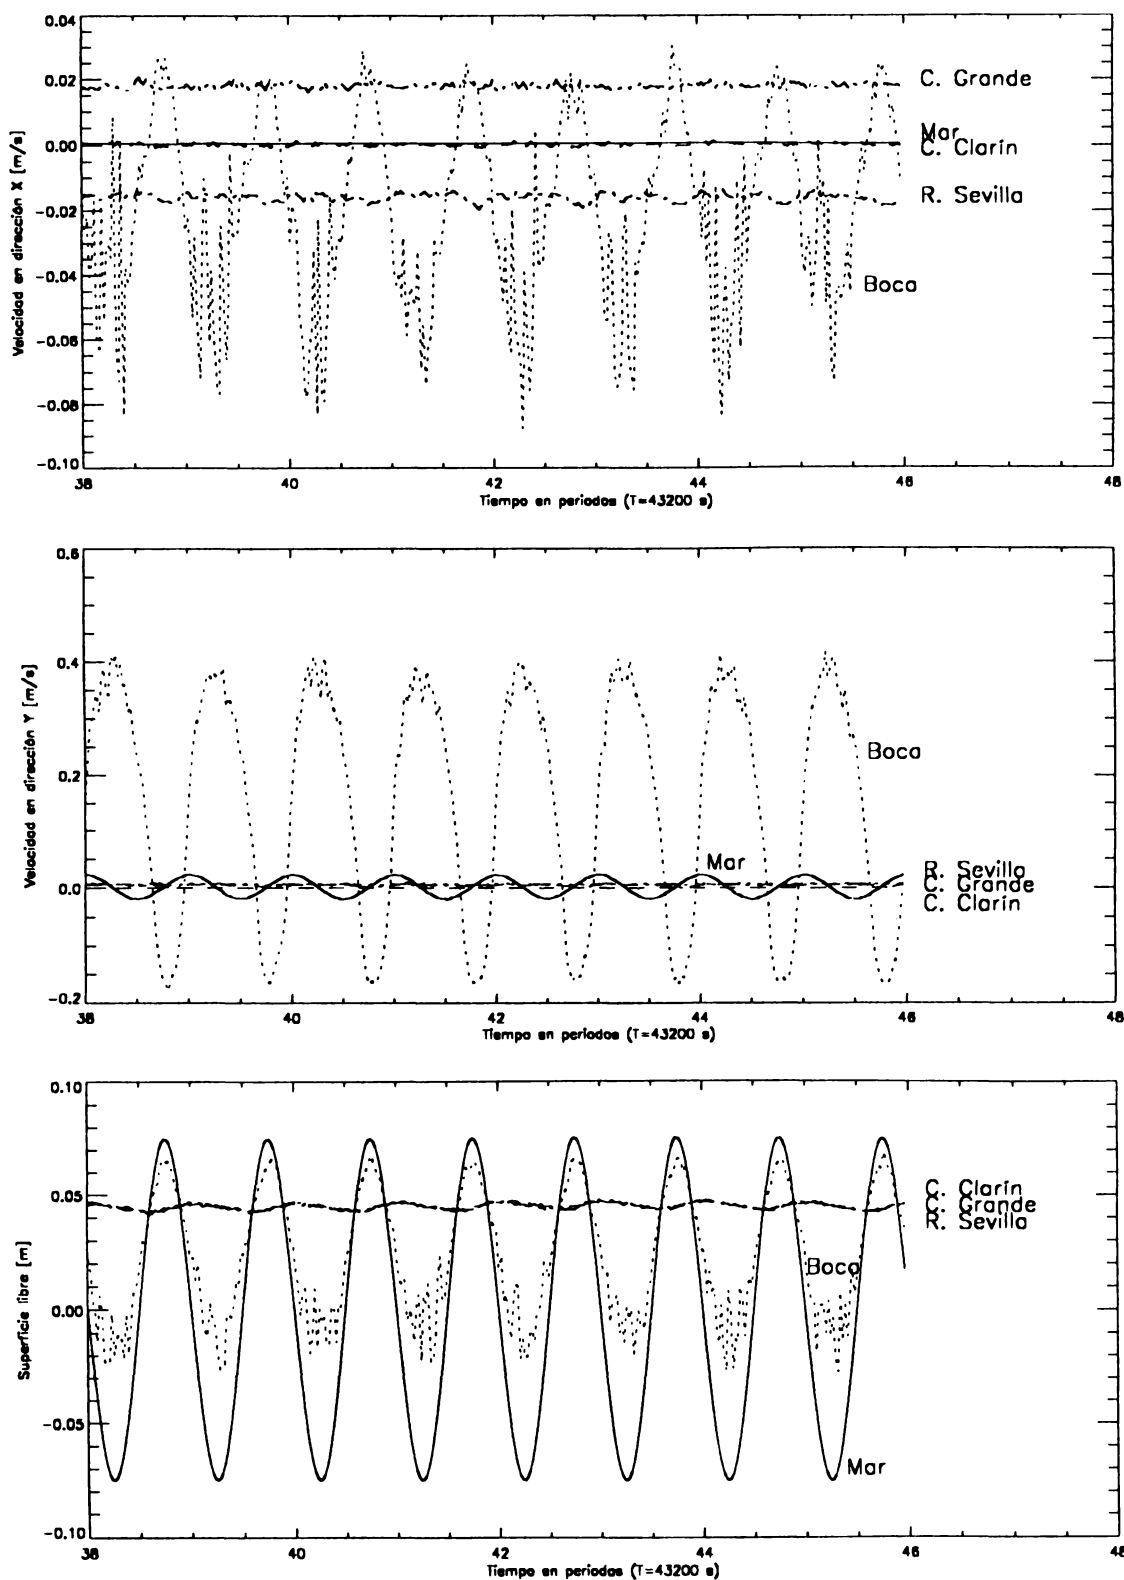 0.04
0.02
0.00
-0.02
-0.04
-0.06
-0.08
-0.10
Velocidad en dirección X [m/s]
C. Grande
Mar
C. Clarín
R. Sevilla
Boca
38 40 42 44 46 48
Tiempo en periodos (T=43200 s)
0.6
0.4
0.2
0.0
-0.2
Velocidad en dirección Y [m/s]
Boca
Mar
R. Sevilla
C. Grande
C. Clarín
38 40 42 44 46 48
Tiempo en periodos (T=43200 s)
0.10
0.05
0.00
-0.05
-0.10
Superficie libre [m]
C. Clarín
C. Grande
R. Sevilla
Boca
Mar
38 40 42 44 46 48
Tiempo en periodos (T=43200 s)